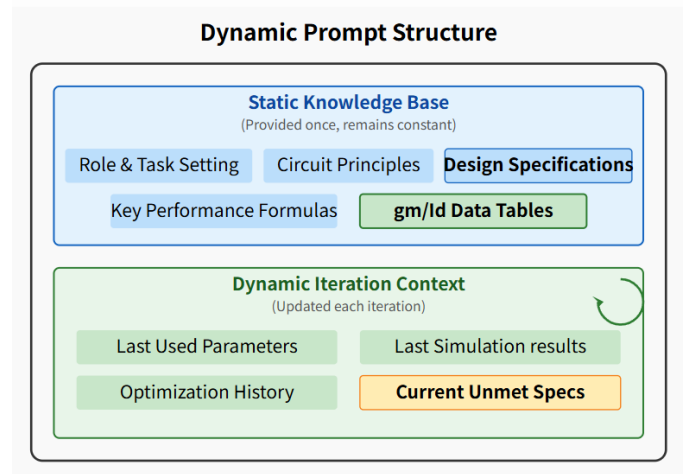 Dynamic Prompt Structure
Static Knowledge Base
(Provided once, remains constant)
Role & Task Setting
Circuit Principles
Design Specifications
Key Performance Formulas
gm/Id Data Tables
Dynamic Iteration Context
(Updated each iteration)
Last Used Parameters
Last Simulation results
Optimization History
Current Unmet Specs